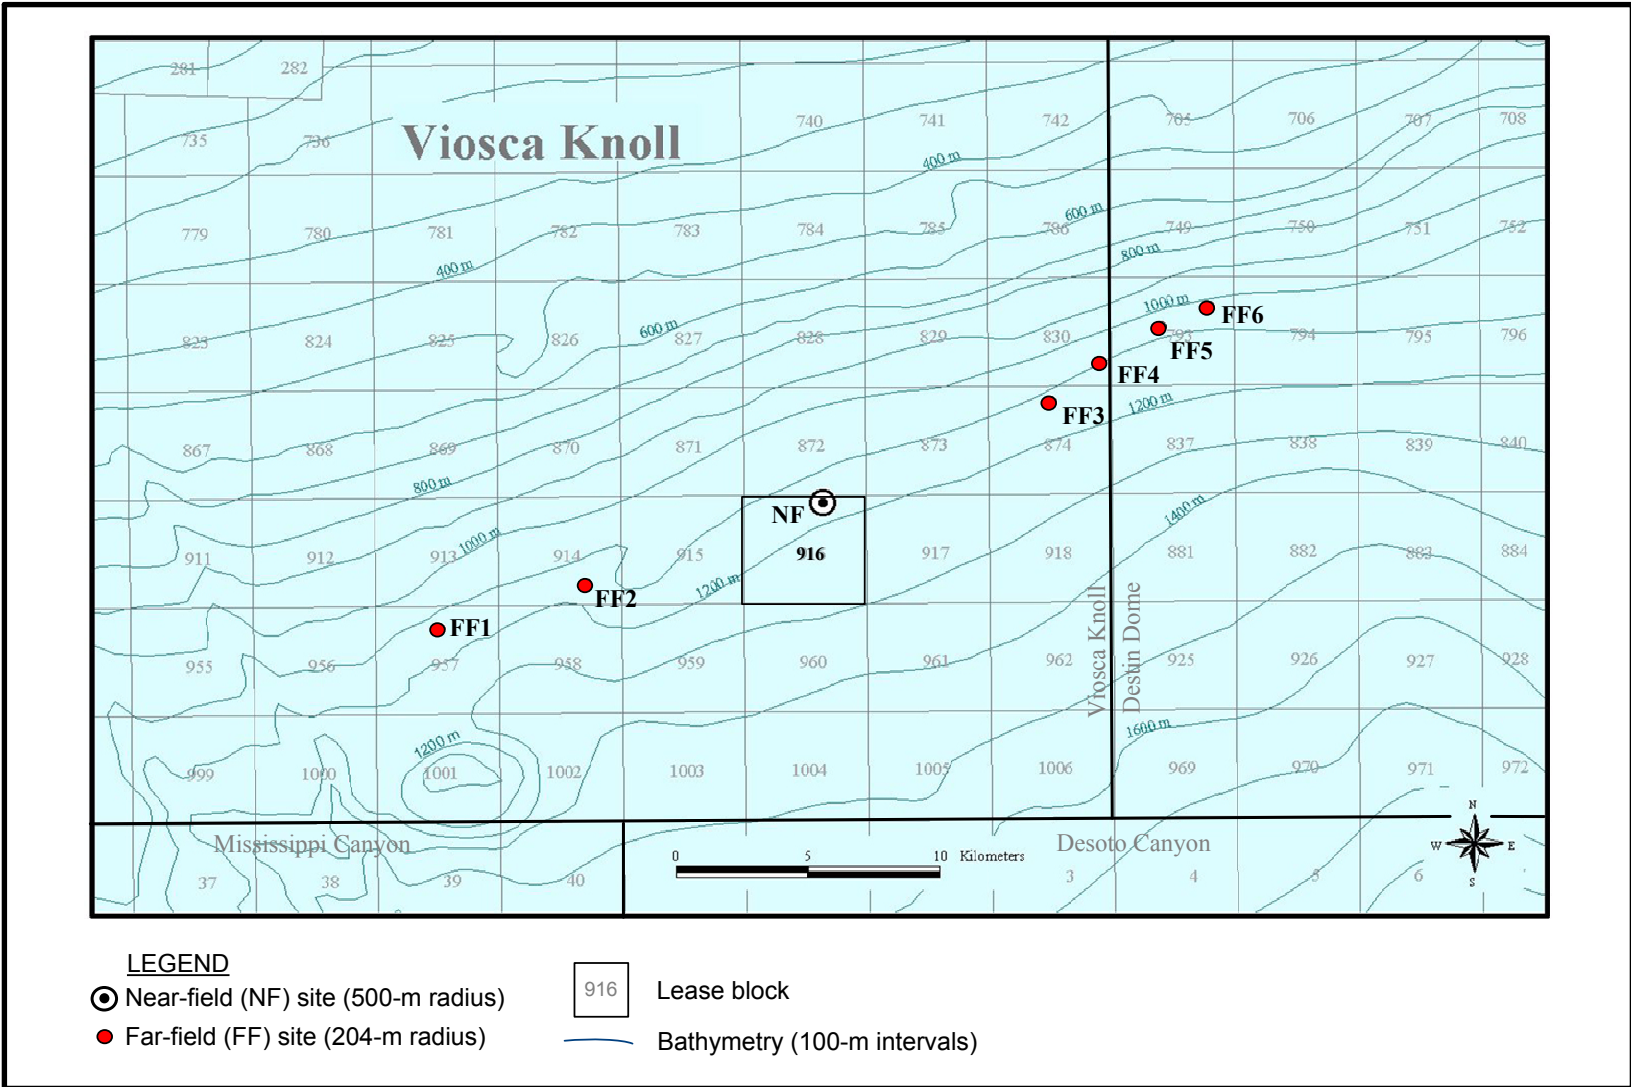 281 282
740 741 742 705 706 707 708
735 736
Viosca Knoll
400 m
600 m
779 780 781 782 783 784 785 786 749 750 751 752
800 m
400 m
1000 m
FF6
600 m
823 824 825 826 827 828 829 830 793 794 795 796
FF5
FF4
1200 m
FF3
867 868 869 870 871 872 873 874 837 838 839 840
800 m
1400 m
NF
1000 m
911 912 913 914 915 916 917 918 881 882 883 884
1200 m
FF2
FF1
Viosca Knoll
Destin Dome
955 956 957 958 959 960 961 962 925 926 927 928
1600 m
1200 m
999 1000 1001 1002 1003 1004 1005 1006 969 970 971 972
N
W E
S
Mississippi Canyon
Desoto Canyon
0 5 10 Kilometers
37 38 39 40 3 4 5 6
LEGEND
Near-field (NF) site (500-m radius)
Far-field (FF) site (204-m radius)
916 Lease block
Bathymetry (100-m intervals)